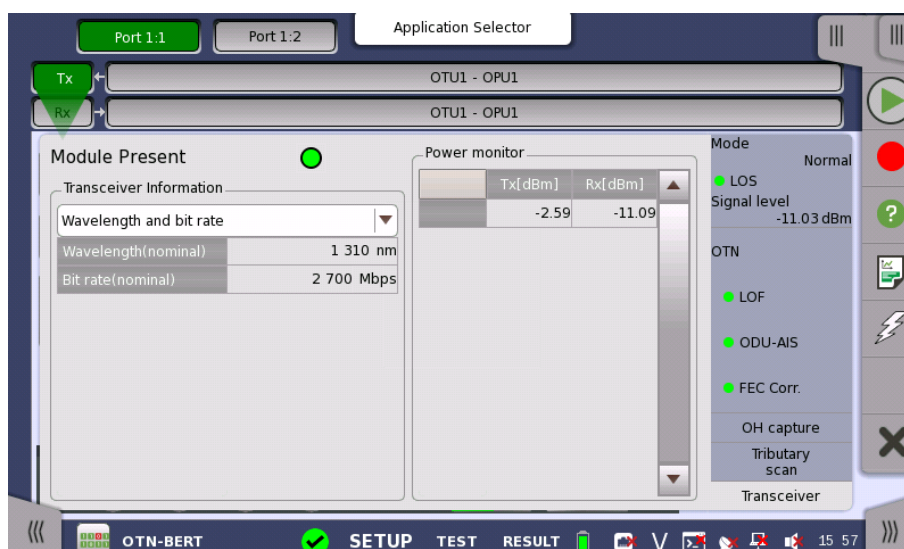 Port 1:1
Port 1:2
Application Selector
Tx
OTU1 - OPU1
Rx
OTU1 - OPU1
Module Present
Transceiver Information
Wavelength and bit rate
Wavelength(nominal) 1 310 nm
Bit rate(nominal) 2 700 Mbps
Power monitor
Tx[dBm] Rx[dBm]
-2.59 -11.09
Mode
Normal
LOS
Signal level
-11.03 dBm
OTN
LOF
ODU-AIS
FEC Corr.
OH capture
Tributary
scan
Transceiver
OTN-BERT SETUP TEST RESULT V 15 57